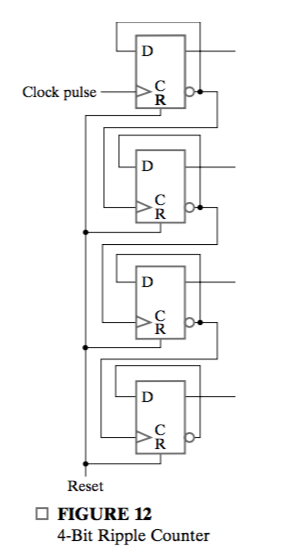 D
Clock pulse
C
R
D
C
R
D
C
R
D
C
R
Reset
FIGURE 12
4-Bit Ripple Counter